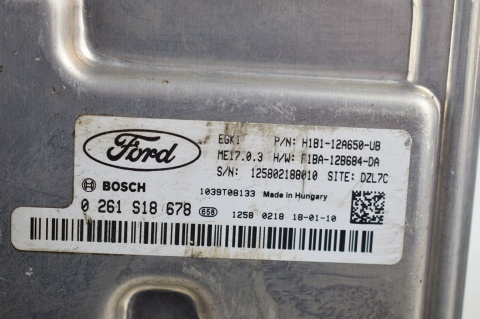 Ford
EGK1 P/N: H1B1-12A650-UB
ME17.0.3 H/W: F1BA-12B684-DA
S/N: 125802188010 SITE: DZL7C
BOSCH 1039T08133 Made in Hungary
0 261 S18 678 658 1258 0218 18-01-10